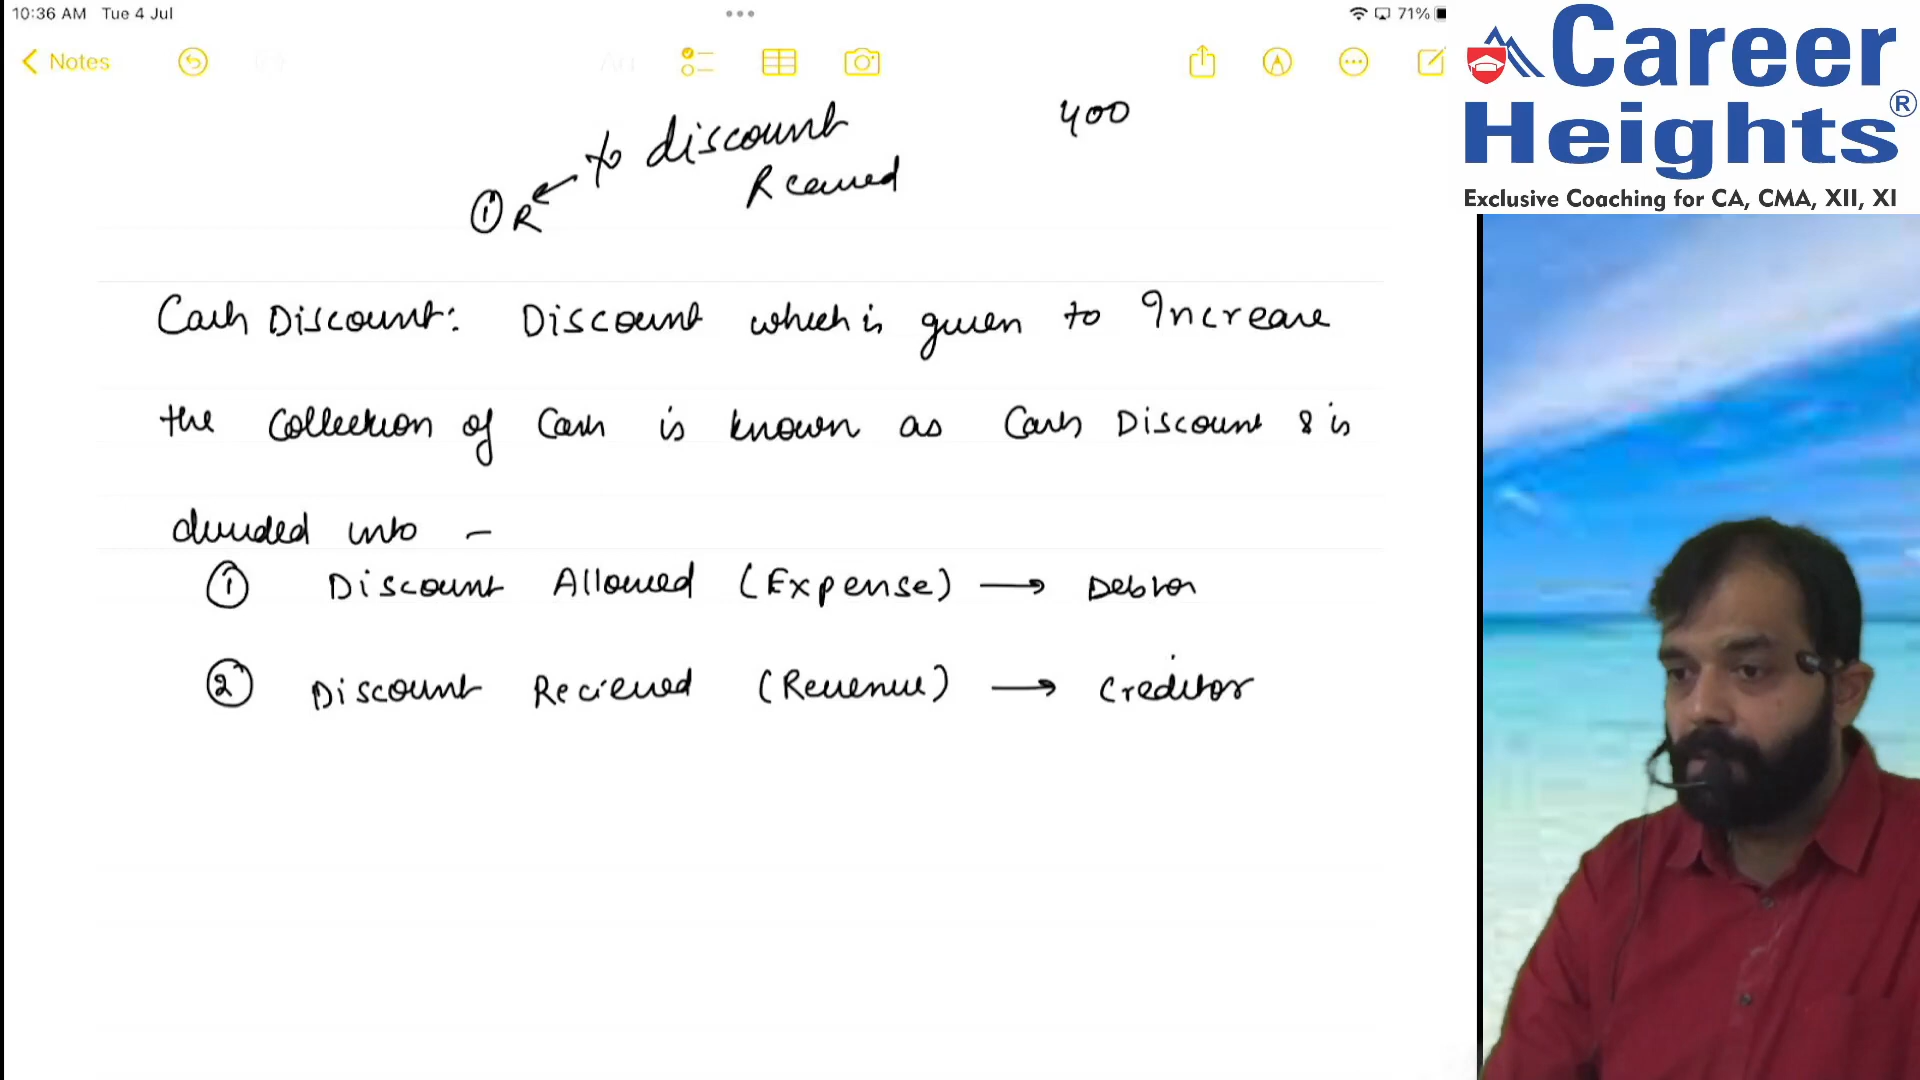 10:36 AM Tue 4 Jul
71%
Notes
Career
Heights®
Exclusive Coaching for CA, CMA, XII, XI
to discount 400
Received
① R
Cash Discount: Discount which is given to Increase
the Collection of Cash is known as Cash Discount & is
divided into –
① Discount Allowed (Expense) → Debtor
② Discount Recieved (Revenue) → Creditor